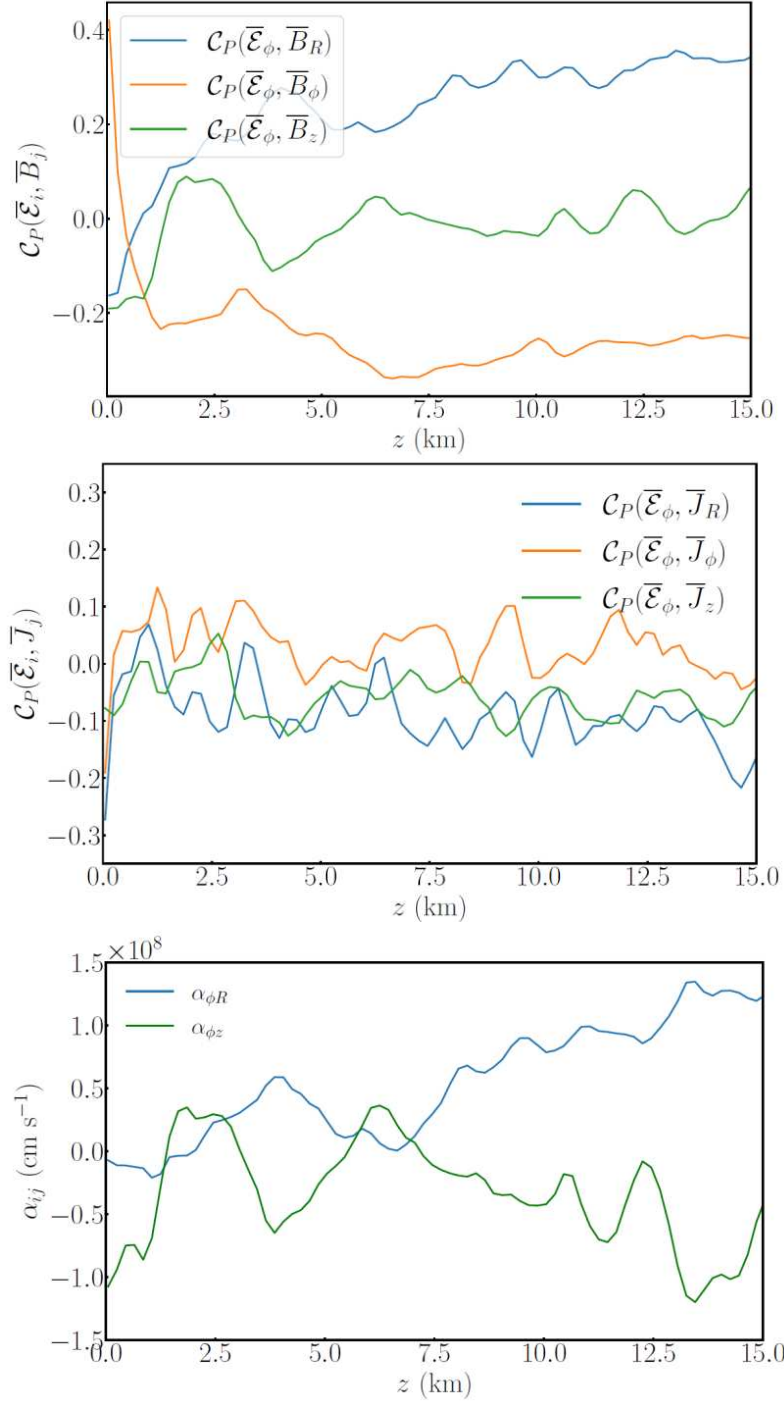 0.4
0.2
0.0
−0.2
C_P(Ē_i, B̄_j)
C_P(Ē_ϕ, B̄_R)
C_P(Ē_ϕ, B̄_ϕ)
C_P(Ē_ϕ, B̄_z)
0.0 2.5 5.0 7.5 10.0 12.5 15.0
z (km)
0.3
0.2
0.1
0.0
−0.1
−0.2
−0.3
C_P(Ē_i, J̄_j)
C_P(Ē_ϕ, J̄_R)
C_P(Ē_ϕ, J̄_ϕ)
C_P(Ē_ϕ, J̄_z)
0.0 2.5 5.0 7.5 10.0 12.5 15.0
z (km)
×10^8
1.5
1.0
0.5
0.0
−0.5
−1.0
−1.5
α_ij (cm s^−1)
α_ϕR
α_ϕz
0.0 2.5 5.0 7.5 10.0 12.5 15.0
z (km)